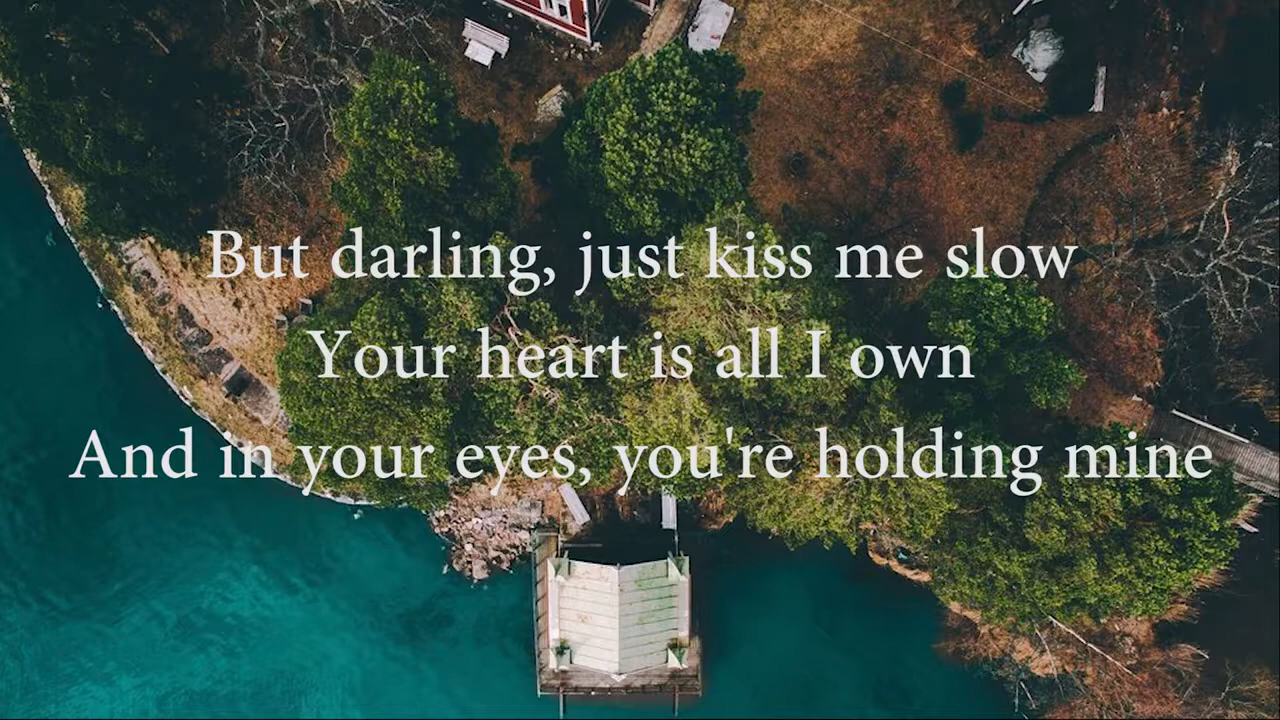 But darling, just kiss me slow
Your heart is all I own
And in your eyes, you're holding mine